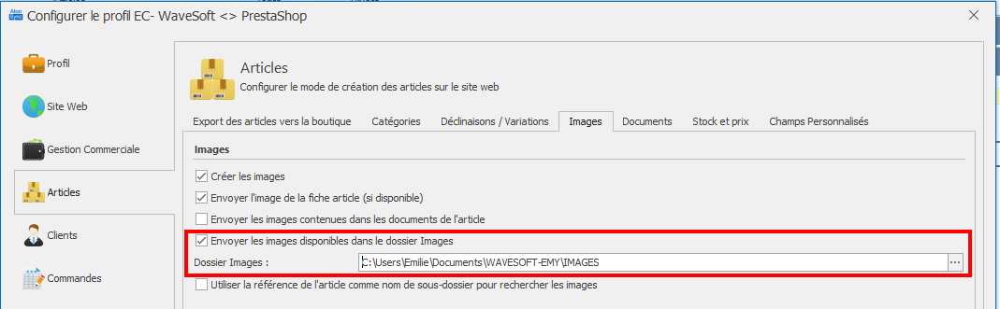 Atoo Sync
Configurer le profil EC- WaveSoft <> PrestaShop
Profil
Site Web
Gestion Commerciale
Articles
Clients
Commandes
Articles
Configurer le mode de création des articles sur le site web
Export des articles vers la boutique Catégories Déclinaisons / Variations Images Documents Stock et prix Champs Personnalisés
Images
Créer les images
Envoyer l'image de la fiche article (si disponible)
Envoyer les images contenues dans les documents de l'article
Envoyer les images disponibles dans le dossier Images
Dossier Images : C:\Users\Emilie\Documents\WAVESOFT-EMY\IMAGES ...
Utiliser la référence de l'article comme nom de sous-dossier pour rechercher les images